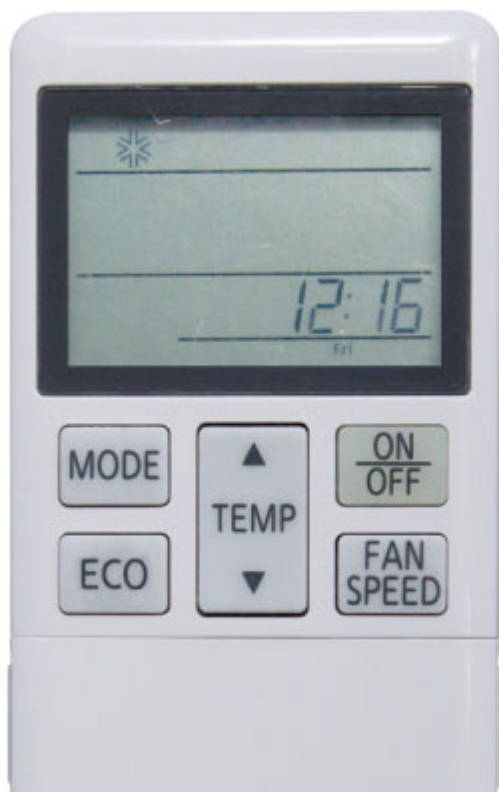 12:16
Fri
MODE
▲
TEMP
▼
ON
OFF
ECO
FAN
SPEED